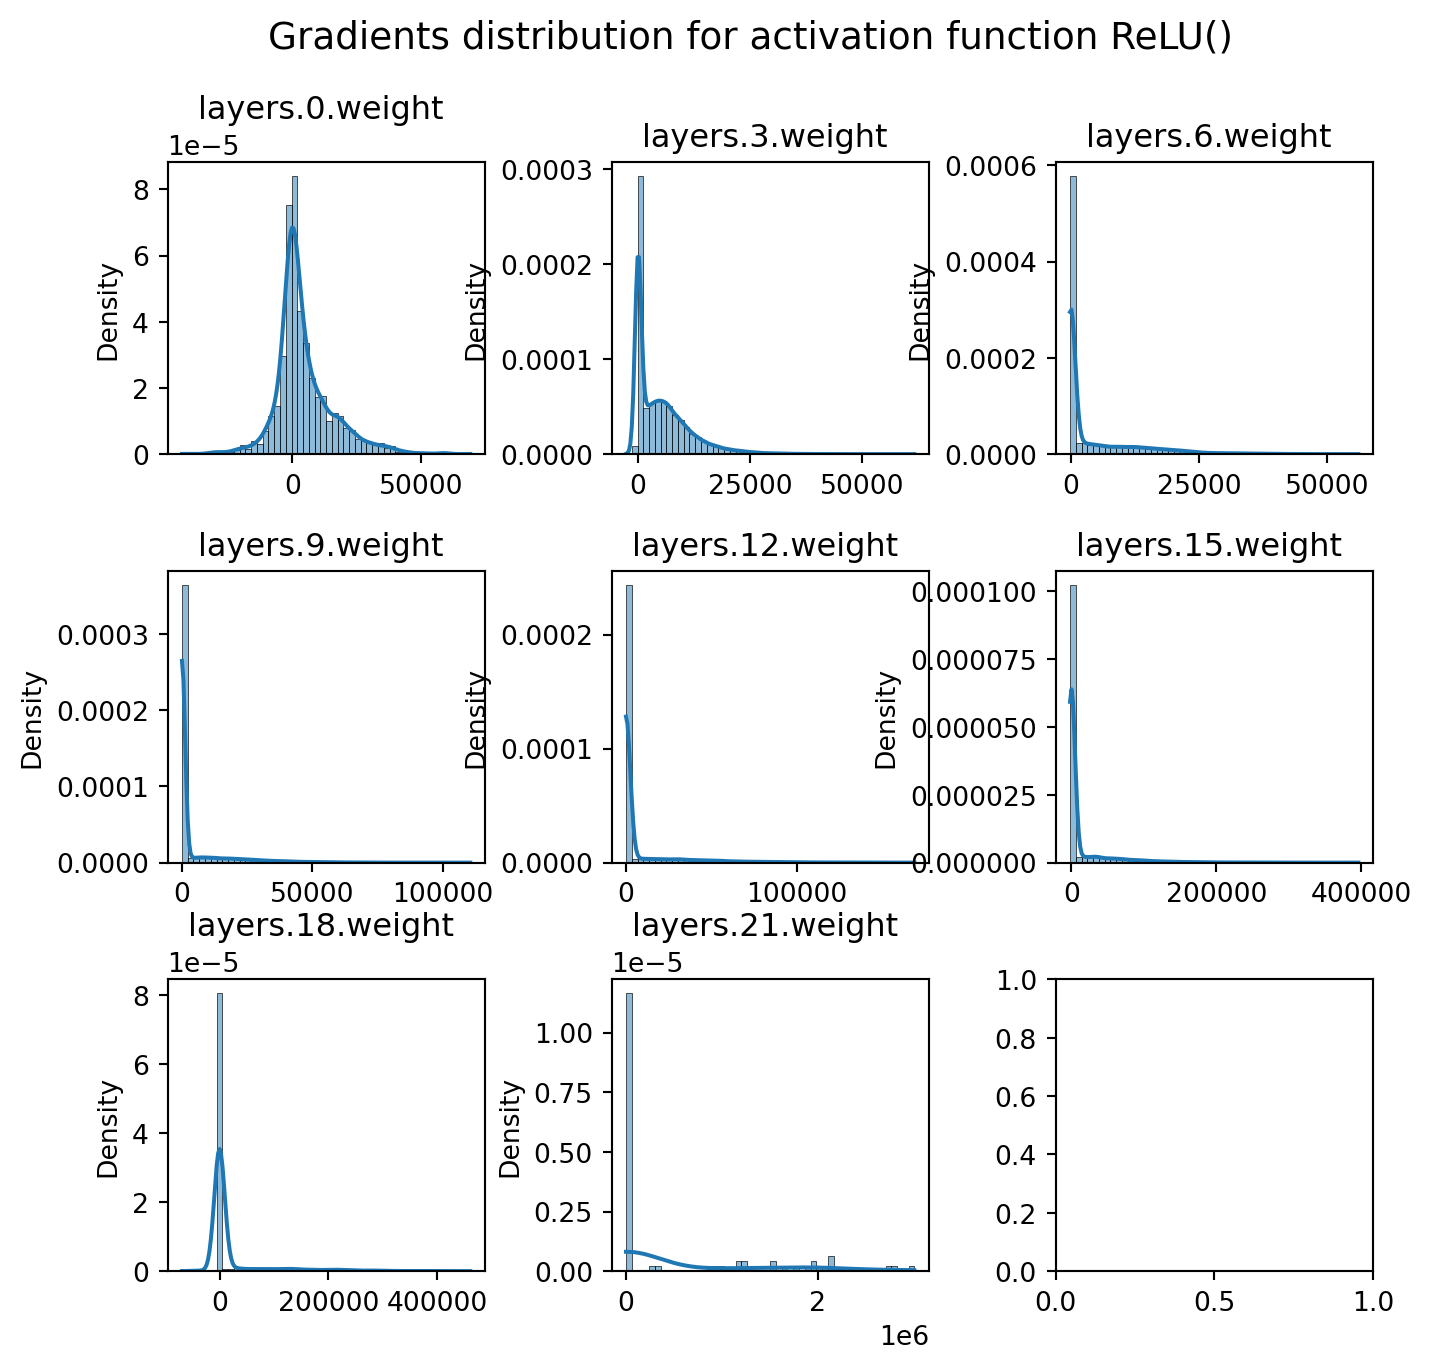 Gradients distribution for activation function ReLU()
layers.0.weight
1e−5
Density
8
6
4
2
0
0 50000
layers.3.weight
Density
0.0003
0.0002
0.0001
0.0000
0 25000 50000
layers.6.weight
Density
0.0006
0.0004
0.0002
0.0000
0 25000 50000
layers.9.weight
Density
0.0003
0.0002
0.0001
0.0000
0 50000 100000
layers.12.weight
Density
0.0002
0.0001
0.0000
0 100000
layers.15.weight
Density
0.000100
0.000075
0.000050
0.000025
0.000000
0 200000 400000
layers.18.weight
1e−5
Density
8
6
4
2
0
0 200000 400000
layers.21.weight
1e−5
Density
1.00
0.75
0.50
0.25
0.00
0 2
1e6
1.0
0.8
0.6
0.4
0.2
0.0
0.0 0.5 1.0